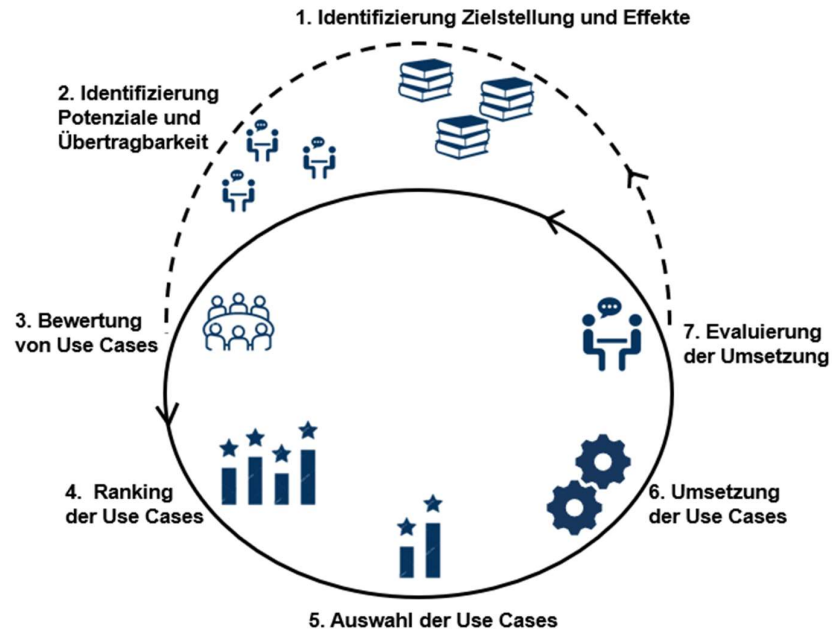 1. Identifizierung Zielstellung und Effekte
2. Identifizierung
Potenziale und
Übertragbarkeit
3. Bewertung
von Use Cases
4. Ranking
der Use Cases
5. Auswahl der Use Cases
6. Umsetzung
der Use Cases
7. Evaluierung
der Umsetzung